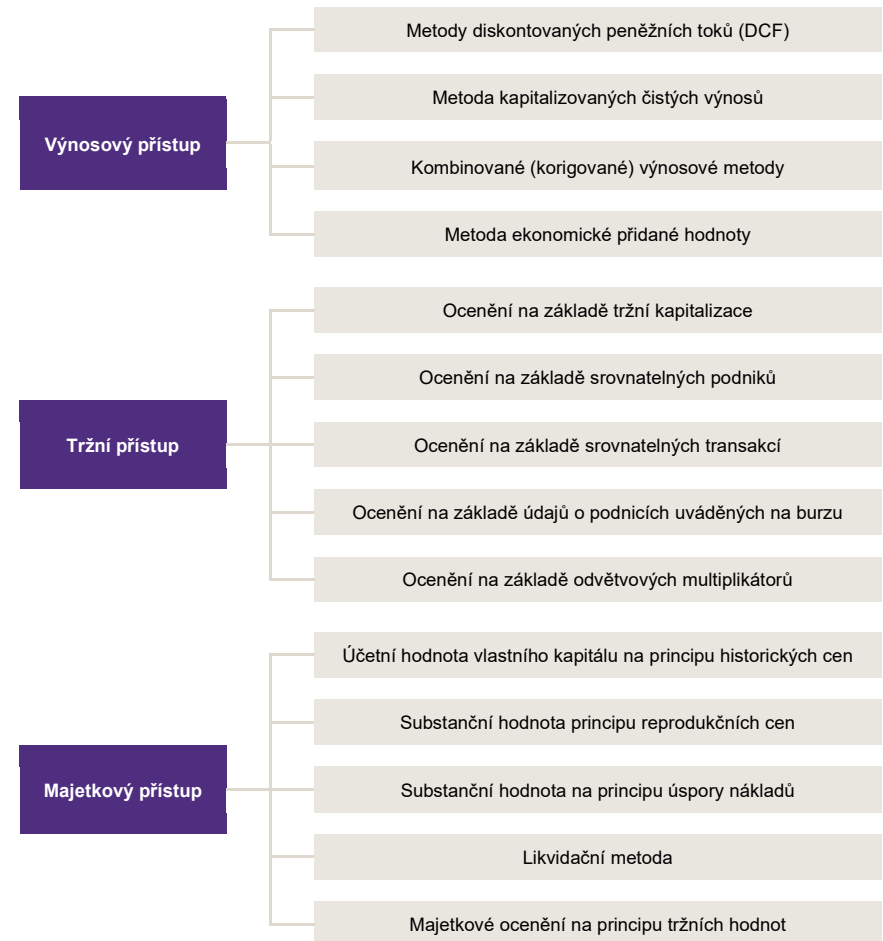 Výnosový přístup
Metody diskontovaných peněžních toků (DCF)
Metoda kapitalizovaných čistých výnosů
Kombinované (korigované) výnosové metody
Metoda ekonomické přidané hodnoty
Tržní přístup
Ocenění na základě tržní kapitalizace
Ocenění na základě srovnatelných podniků
Ocenění na základě srovnatelných transakcí
Ocenění na základě údajů o podnicích uváděných na burzu
Ocenění na základě odvětvových multiplikátorů
Majetkový přístup
Účetní hodnota vlastního kapitálu na principu historických cen
Substanční hodnota principu reprodukčních cen
Substanční hodnota na principu úspory nákladů
Likvidační metoda
Majetkové ocenění na principu tržních hodnot